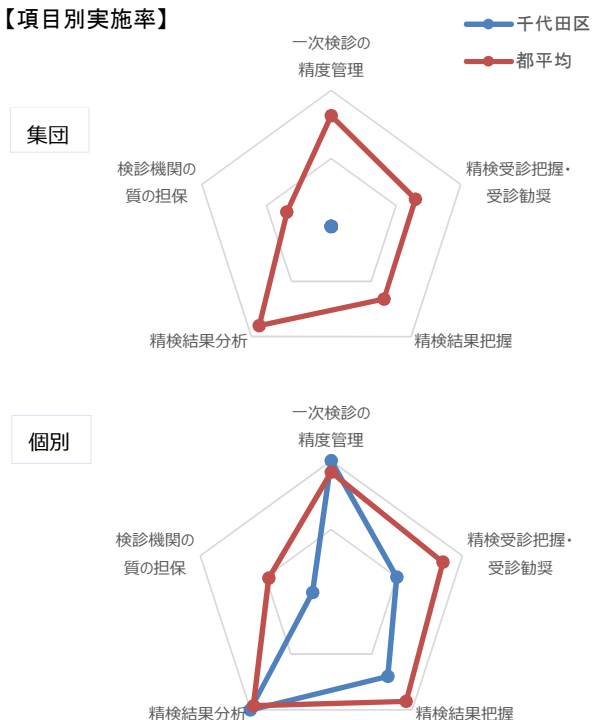 【項目別実施率】
千代田区
都平均
集団
一次検診の
精度管理
検診機関の
質の担保
精検受診把握・
受診勧奨
精検結果分析
精検結果把握
個別
一次検診の
精度管理
検診機関の
質の担保
精検受診把握・
受診勧奨
精検結果分析
精検結果把握